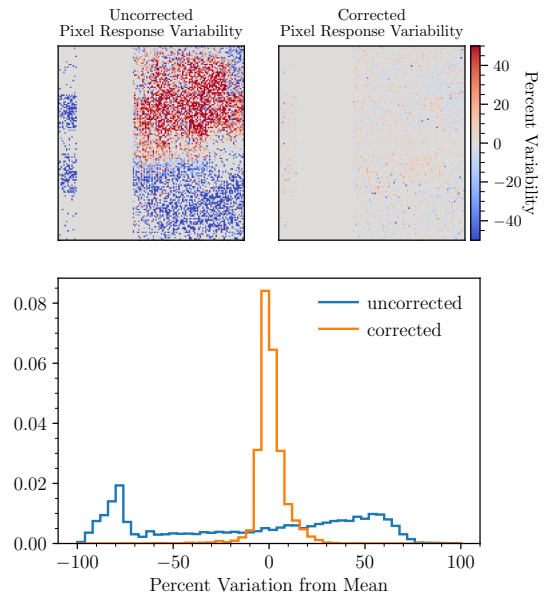 Uncorrected
Pixel Response Variability
Corrected
Pixel Response Variability
40
20
0
−20
−40
Percent Variability
0.08
0.06
0.04
0.02
0.00
uncorrected
corrected
−100
−50
0
50
100
Percent Variation from Mean